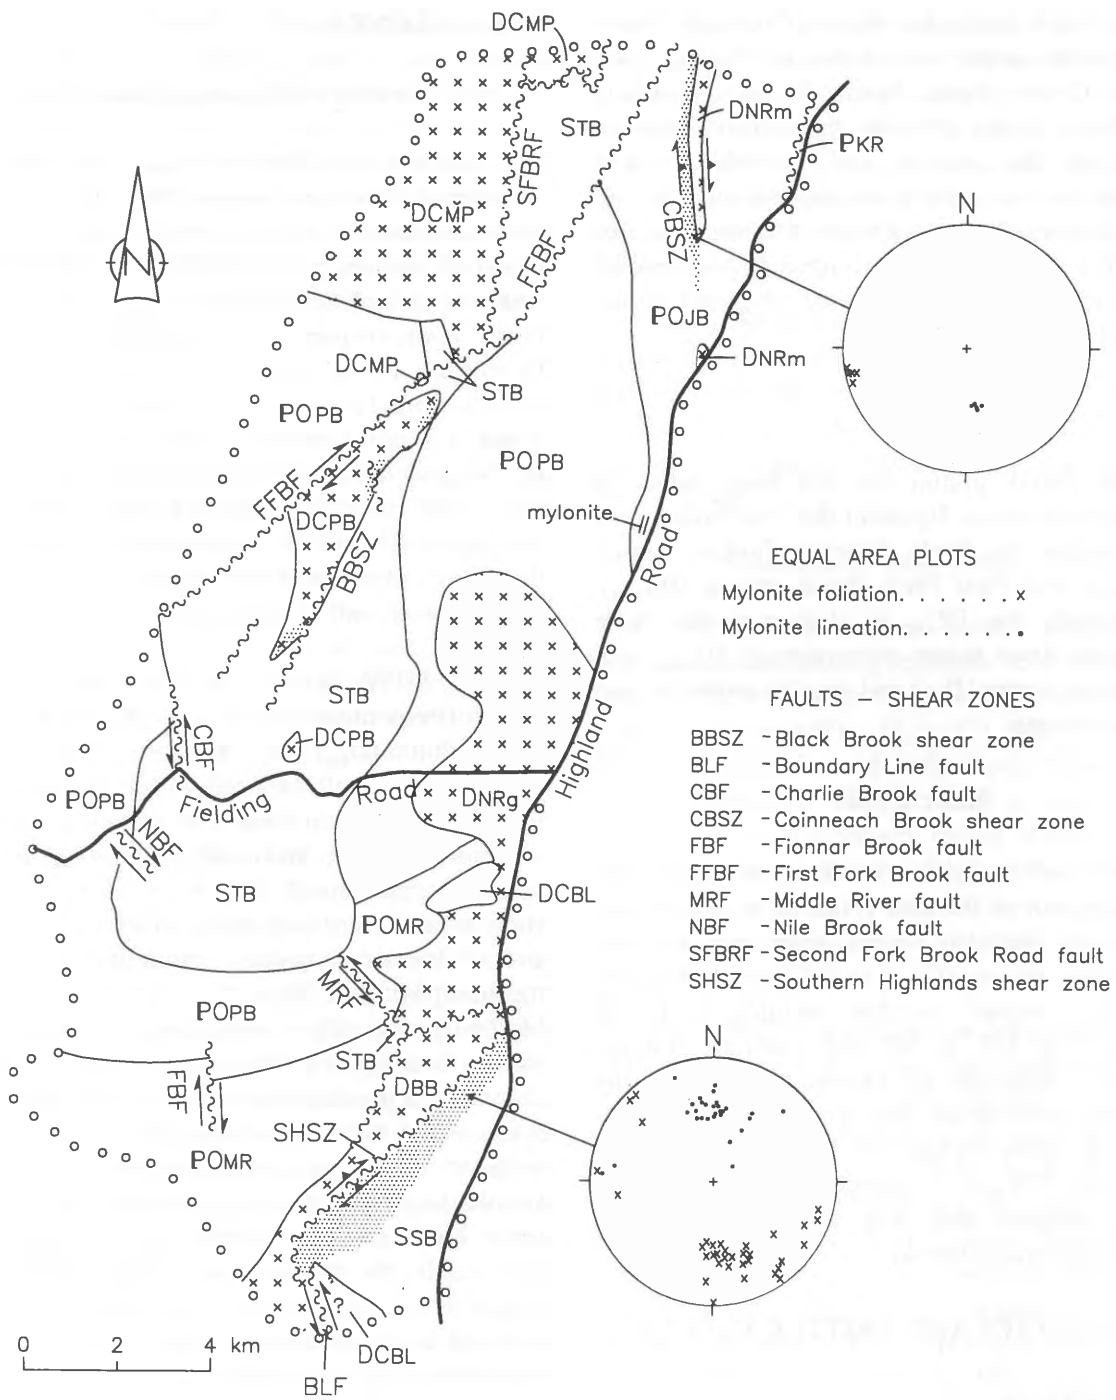 DCMP
DNRm
STB
PKR
SFBRF
DCMP
CBSZ
N
N
FFBF
POJB
DCMP
STB
DNRm
POPB
POPB
FFBF
mylonite
DCPB
BBSZ
Road
EQUAL AREA PLOTS
Mylonite foliation. . . . . . . x
Mylonite lineation. . . . . . .
STB
FAULTS – SHEAR ZONES
CBF
DCPB
BBSZ - Black Brook shear zone
BLF - Boundary Line fault
CBF - Charlie Brook fault
CBSZ - Coinneach Brook shear zone
FBF - Fionnar Brook fault
FFBF - First Fork Brook fault
MRF - Middle River fault
NBF - Nile Brook fault
SFBRF - Second Fork Brook Road fault
SHSZ - Southern Highlands shear zone
Highland
POPB
Fielding
Road
DNRg
NBF
STB
DCBL
POMR
MRF
POPB
STB
N
FBF
DBB
SHSZ
POMR
SSB
?
0 2 4 km
DCBL
BLF